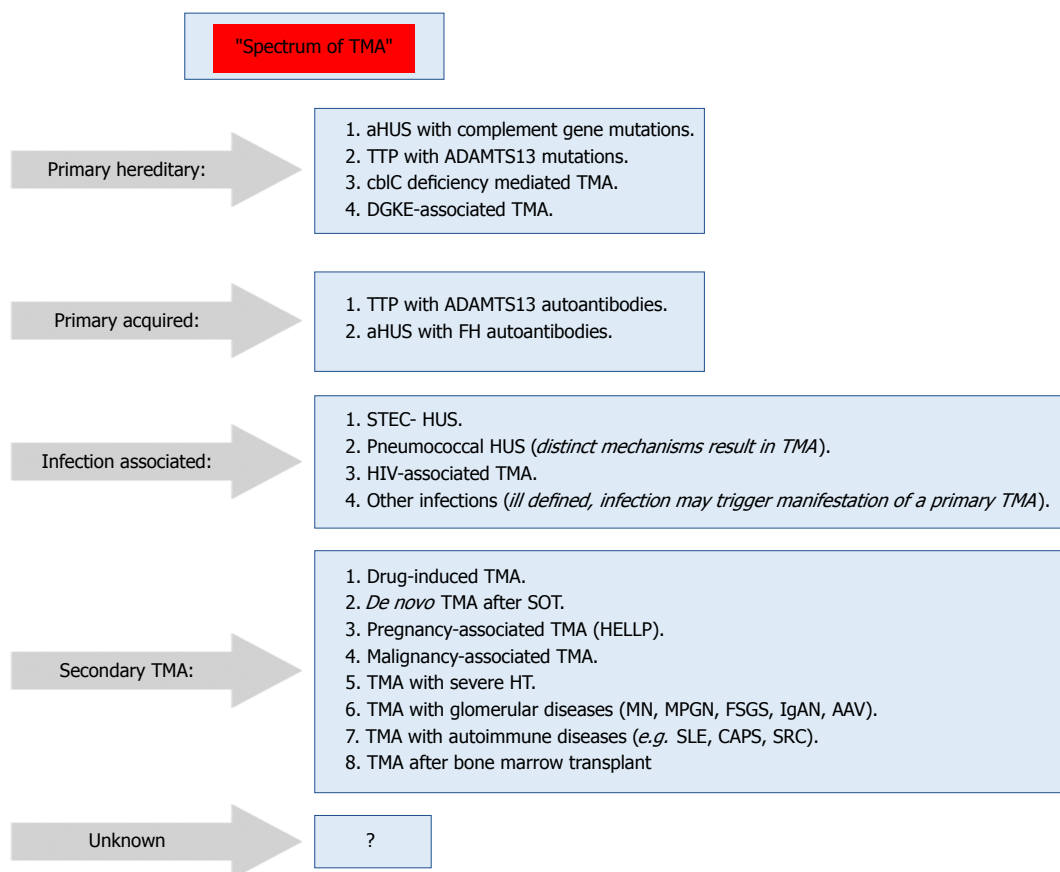 "Spectrum of TMA"
Primary hereditary:
1. aHUS with complement gene mutations.
2. TTP with ADAMTS13 mutations.
3. cblC deficiency mediated TMA.
4. DGKE-associated TMA.
Primary acquired:
1. TTP with ADAMTS13 autoantibodies.
2. aHUS with FH autoantibodies.
Infection associated:
1. STEC- HUS.
2. Pneumococcal HUS (distinct mechanisms result in TMA).
3. HIV-associated TMA.
4. Other infections (ill defined, infection may trigger manifestation of a primary TMA).
Secondary TMA:
1. Drug-induced TMA.
2. De novo TMA after SOT.
3. Pregnancy-associated TMA (HELLP).
4. Malignancy-associated TMA.
5. TMA with severe HT.
6. TMA with glomerular diseases (MN, MPGN, FSGS, IgAN, AAV).
7. TMA with autoimmune diseases (e.g. SLE, CAPS, SRC).
8. TMA after bone marrow transplant
Unknown
?